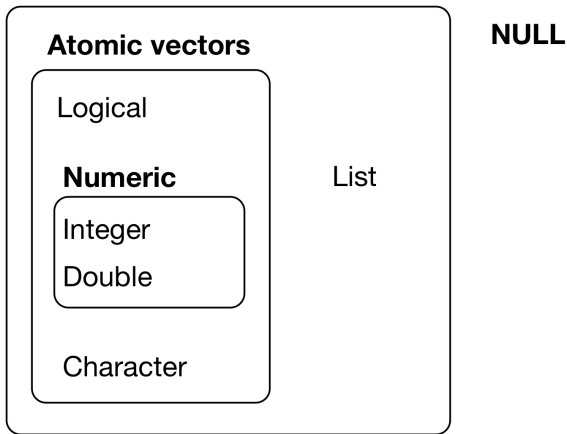 Atomic vectors
NULL
Logical
Numeric
List
Integer
Double
Character